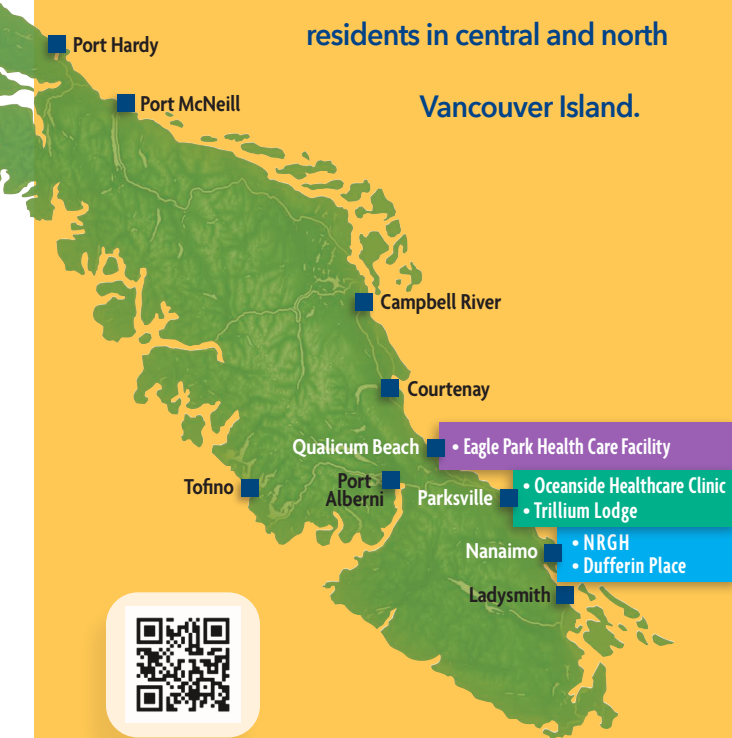 residents in central and north
Vancouver Island.
Port Hardy
Port McNeill
Campbell River
Courtenay
Qualicum Beach
• Eagle Park Health Care Facility
Tofino
Port
Alberni
Parksville
• Oceanside Healthcare Clinic
• Trillium Lodge
Nanaimo
• NRGH
• Dufferin Place
Ladysmith